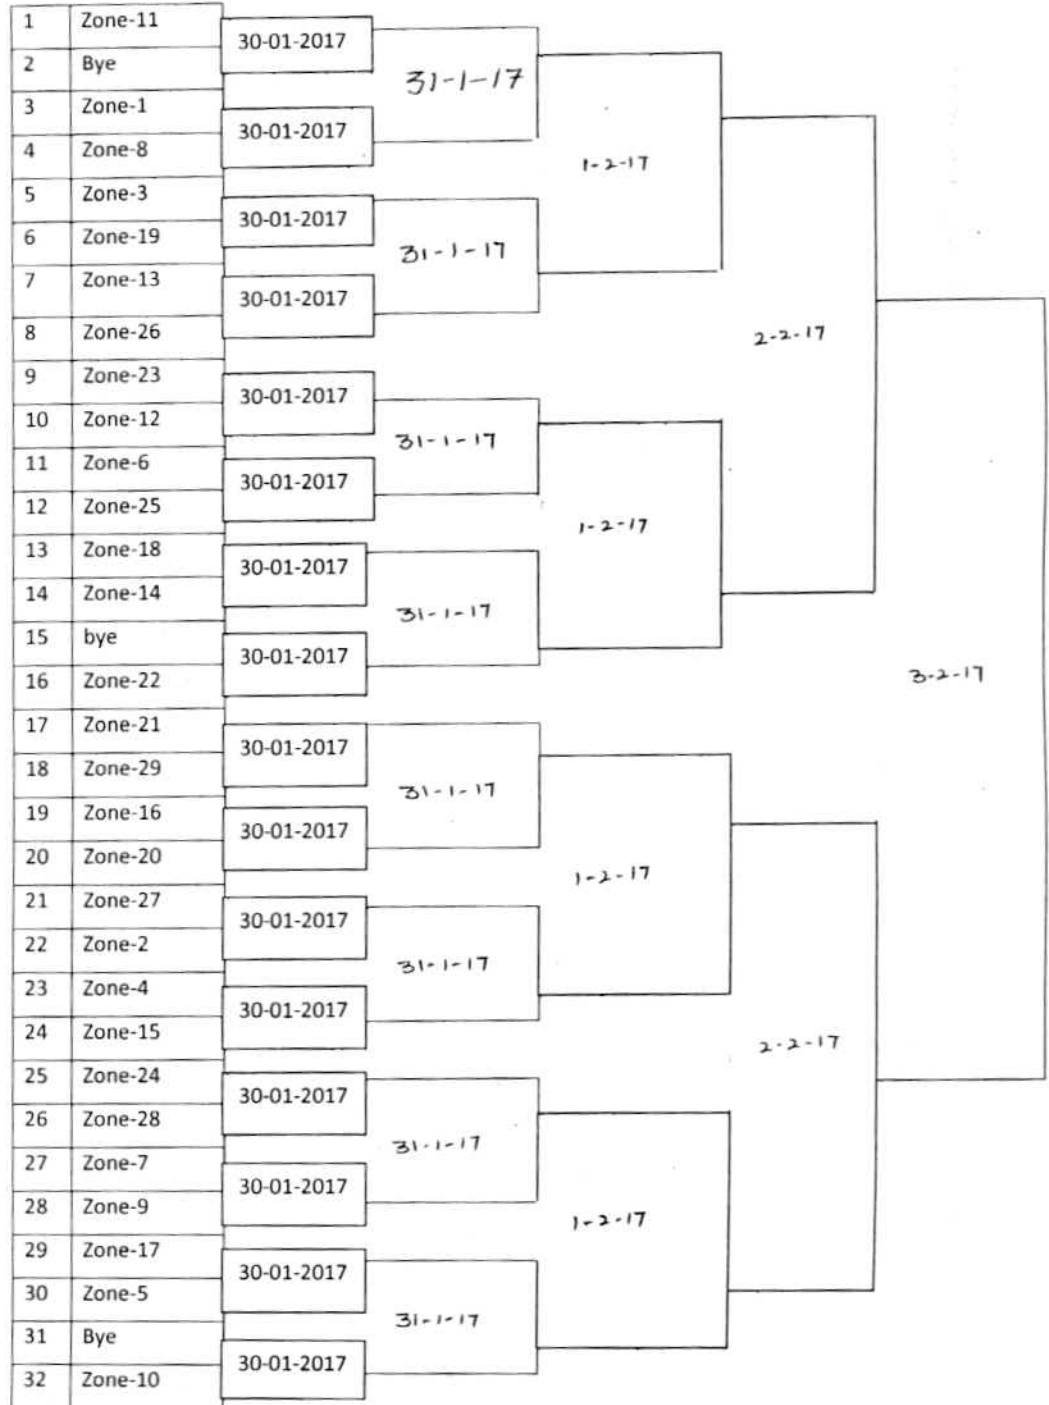 1 Zone-11
30-01-2017
2 Bye
31-1-17
3 Zone-1
30-01-2017
4 Zone-8
1-2-17
5 Zone-3
30-01-2017
6 Zone-19
31-1-17
7 Zone-13
30-01-2017
8 Zone-26
2-2-17
9 Zone-23
30-01-2017
10 Zone-12
31-1-17
11 Zone-6
30-01-2017
12 Zone-25
1-2-17
13 Zone-18
30-01-2017
14 Zone-14
31-1-17
15 bye
30-01-2017
16 Zone-22
3-2-17
17 Zone-21
30-01-2017
18 Zone-29
31-1-17
19 Zone-16
30-01-2017
20 Zone-20
1-2-17
21 Zone-27
30-01-2017
22 Zone-2
31-1-17
23 Zone-4
30-01-2017
24 Zone-15
2-2-17
25 Zone-24
30-01-2017
26 Zone-28
31-1-17
27 Zone-7
30-01-2017
28 Zone-9
1-2-17
29 Zone-17
30-01-2017
30 Zone-5
31-1-17
31 Bye
30-01-2017
32 Zone-10